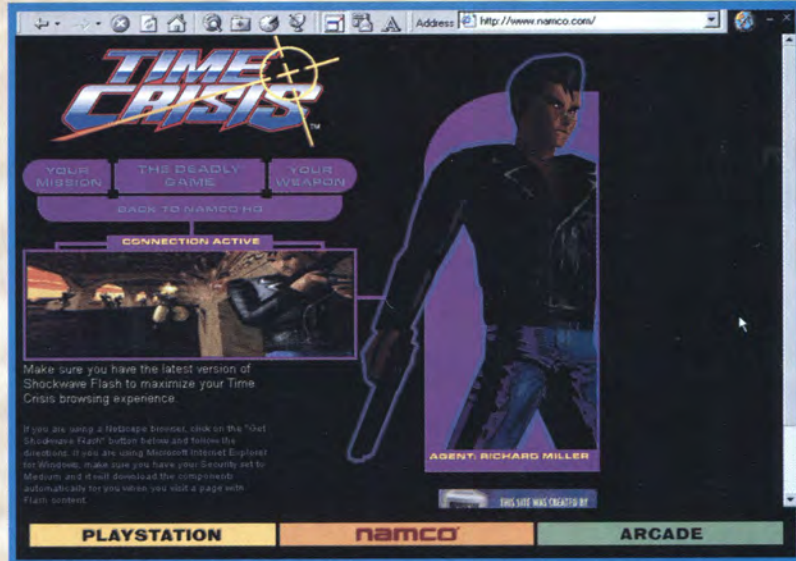 Address http://www.namco.com/
TIME
CRISIS™
YOUR MISSION
THE DEADLY GAME
YOUR WEAPON
BACK TO NAMCO HQ
CONNECTION ACTIVE
Make sure you have the latest version of
Shockwave Flash to maximize your Time
Crisis browsing experience.
If you are using a Netscape browser, click on the "Get
Shockwave Flash" button below and follow the
directions. If you are using Microsoft Internet Explorer
for Windows, make sure you have your Security set to
Medium and it will download the components
automatically for you when you visit a page with
Flash content.
AGENT: RICHARD MILLER
THIS SITE WAS CREATED BY
PLAYSTATION
namco
ARCADE